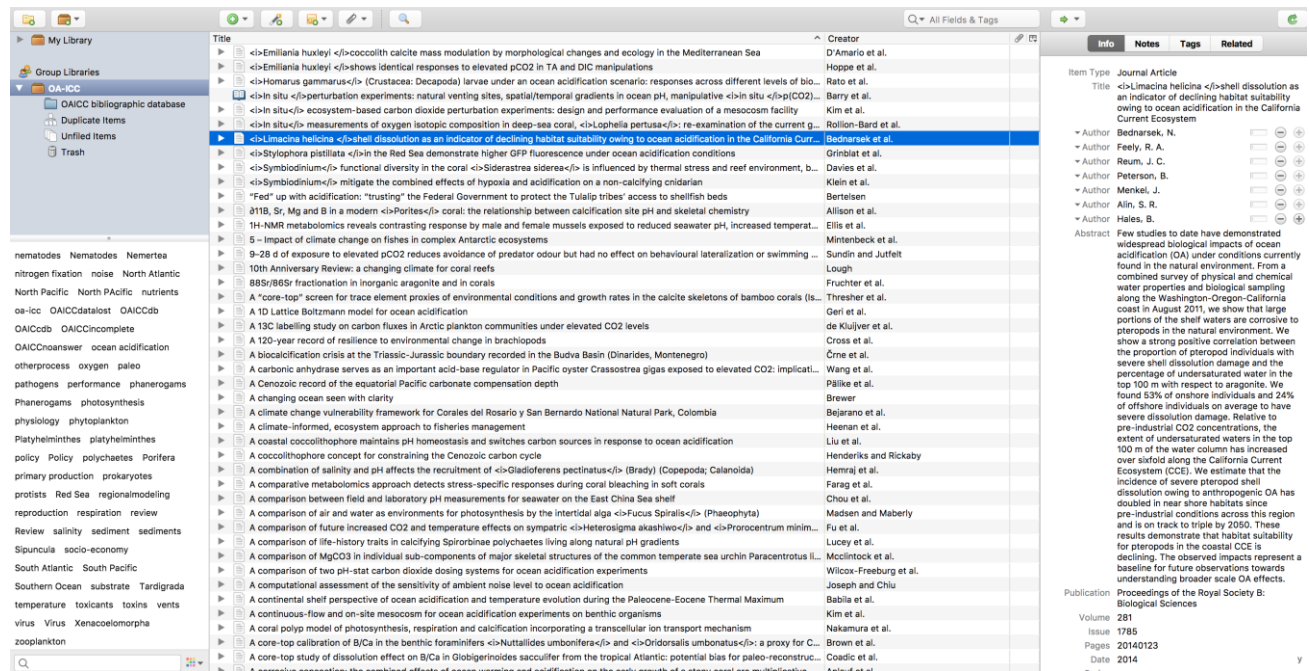 All Fields & Tags
My Library
Group Libraries
OA-ICC
OAICC bibliographic database
Duplicate Items
Unfiled Items
Trash
nematodes Nematodes Nemertea
nitrogen fixation noise North Atlantic
North Pacific North PAcific nutrients
oa-icc OAICCdatalost OAICCdb
OAICcdb OAICCincomplete
OAICCnoanswer ocean acidification
otherprocess oxygen paleo
pathogens performance phanerogams
Phanerogams photosynthesis
physiology phytoplankton
Platyhelminthes platyhelminthes
policy Policy polychaetes Porifera
primary production prokaryotes
protists Red Sea regionalmodeling
reproduction respiration review
Review salinity sediment sediments
Sipuncula socio-economy
South Atlantic South Pacific
Southern Ocean substrate Tardigrada
temperature toxicants toxins vents
virus Virus Xenacoelomorpha
zooplankton
Title Creator
<i>Emiliania huxleyi </i>coccolith calcite mass modulation by morphological changes and ecology in the Mediterranean Sea D'Amario et al.
<i>Emiliania huxleyi </i>shows identical responses to elevated pCO2 in TA and DIC manipulations Hoppe et al.
<i>Homarus gammarus</i> (Crustacea: Decapoda) larvae under an ocean acidification scenario: responses across different levels of bio... Rato et al.
<i>In situ </i>perturbation experiments: natural venting sites, spatial/temporal gradients in ocean pH, manipulative <i>in situ </i>p(CO2)... Barry et al.
<i>In situ</i> ecosystem-based carbon dioxide perturbation experiments: design and performance evaluation of a mesocosm facility Kim et al.
<i>In situ</i> measurements of oxygen isotopic composition in deep-sea coral, <i>Lophelia pertusa</i>: re-examination of the current g... Rollion-Bard et al.
<i>Limacina helicina </i>shell dissolution as an indicator of declining habitat suitability owing to ocean acidification in the California Curr... Bednarsek et al.
<i>Stylophora pistillata </i>in the Red Sea demonstrate higher GFP fluorescence under ocean acidification conditions Grinblat et al.
<i>Symbiodinium</i> functional diversity in the coral <i>Siderastrea siderea</i> is influenced by thermal stress and reef environment, b... Davies et al.
<i>Symbiodinium</i> mitigate the combined effects of hypoxia and acidification on a non-calcifying cnidarian Klein et al.
"Fed" up with acidification: "trusting" the Federal Government to protect the Tulalip tribes' access to shellfish beds Bertelsen
∂11B, Sr, Mg and B in a modern <i>Porites</i> coral: the relationship between calcification site pH and skeletal chemistry Allison et al.
1H-NMR metabolomics reveals contrasting response by male and female mussels exposed to reduced seawater pH, increased temperat... Ellis et al.
5 – Impact of climate change on fishes in complex Antarctic ecosystems Mintenbeck et al.
9–28 d of exposure to elevated pCO2 reduces avoidance of predator odour but had no effect on behavioural lateralization or swimming ... Sundin and Jutfelt
10th Anniversary Review: a changing climate for coral reefs Lough
88Sr/86Sr fractionation in inorganic aragonite and in corals Fruchter et al.
A "core-top" screen for trace element proxies of environmental conditions and growth rates in the calcite skeletons of bamboo corals (Is... Thresher et al.
A 1D Lattice Boltzmann model for ocean acidification Geri et al.
A 13C labelling study on carbon fluxes in Arctic plankton communities under elevated CO2 levels de Kluijver et al.
A 120-year record of resilience to environmental change in brachiopods Cross et al.
A biocalcification crisis at the Triassic-Jurassic boundary recorded in the Budva Basin (Dinarides, Montenegro) Črne et al.
A carbonic anhydrase serves as an important acid-base regulator in Pacific oyster Crassostrea gigas exposed to elevated CO2: implicati... Wang et al.
A Cenozoic record of the equatorial Pacific carbonate compensation depth Pälike et al.
A changing ocean seen with clarity Brewer
A climate change vulnerability framework for Corales del Rosario y San Bernardo National Natural Park, Colombia Bejarano et al.
A climate-informed, ecosystem approach to fisheries management Heenan et al.
A coastal coccolithophore maintains pH homeostasis and switches carbon sources in response to ocean acidification Liu et al.
A coccolithophore concept for constraining the Cenozoic carbon cycle Henderiks and Rickaby
A combination of salinity and pH affects the recruitment of <i>Gladioferens pectinatus</i> (Brady) (Copepoda; Calanoida) Hemraj et al.
A comparative metabolomics approach detects stress-specific responses during coral bleaching in soft corals Farag et al.
A comparison between field and laboratory pH measurements for seawater on the East China Sea shelf Chou et al.
A comparison of air and water as environments for photosynthesis by the intertidal alga <i>Fucus Spiralis</i> (Phaeophyta) Madsen and Maberly
A comparison of future increased CO2 and temperature effects on sympatric <i>Heterosigma akashiwo</i> and <i>Prorocentrum minim... Fu et al.
A comparison of life-history traits in calcifying Spirorbinae polychaetes living along natural pH gradients Lucey et al.
A comparison of MgCO3 in individual sub-components of major skeletal structures of the common temperate sea urchin Paracentrotus li... Mcclintock et al.
A comparison of two pH-stat carbon dioxide dosing systems for ocean acidification experiments Wilcox-Freeburg et al.
A computational assessment of the sensitivity of ambient noise level to ocean acidification Joseph and Chiu
A continental shelf perspective of ocean acidification and temperature evolution during the Paleocene-Eocene Thermal Maximum Babila et al.
A continuous-flow and on-site mesocosm for ocean acidification experiments on benthic organisms Kim et al.
A coral polyp model of photosynthesis, respiration and calcification incorporating a transcellular ion transport mechanism Nakamura et al.
A core-top calibration of B/Ca in the benthic foraminifers <i>Nuttallides umbonifera</i> and <i>Oridorsalis umbonatus</i>: a proxy for C... Brown et al.
A core-top study of dissolution effect on B/Ca in Globigerinoides sacculifer from the tropical Atlantic: potential bias for paleo-reconstruc... Coadic et al.
Info Notes Tags Related
Item Type Journal Article
Title <i>Limacina helicina </i>shell dissolution as
an indicator of declining habitat suitability
owing to ocean acidification in the California
Current Ecosystem
Author Bednarsek, N.
Author Feely, R. A.
Author Reum, J. C.
Author Peterson, B.
Author Menkel, J.
Author Alin, S. R.
Author Hales, B.
Abstract Few studies to date have demonstrated
widespread biological impacts of ocean
acidification (OA) under conditions currently
found in the natural environment. From a
combined survey of physical and chemical
water properties and biological sampling
along the Washington-Oregon-California
coast in August 2011, we show that large
portions of the shelf waters are corrosive to
pteropods in the natural environment. We
show a strong positive correlation between
the proportion of pteropod individuals with
severe shell dissolution damage and the
percentage of undersaturated water in the
top 100 m with respect to aragonite. We
found 53% of onshore individuals and 24%
of offshore individuals on average to have
severe dissolution damage. Relative to
pre-industrial CO2 concentrations, the
extent of undersaturated waters in the top
100 m of the water column has increased
over sixfold along the California Current
Ecosystem (CCE). We estimate that the
incidence of severe pteropod shell
dissolution owing to anthropogenic OA has
doubled in near shore habitats since
pre-industrial conditions across this region
and is on track to triple by 2050. These
results demonstrate that habitat suitability
for pteropods in the coastal CCE is
declining. The observed impacts represent a
baseline for future observations towards
understanding broader scale OA effects.
Publication Proceedings of the Royal Society B:
Biological Sciences
Volume 281
Issue 1785
Pages 20140123
Date 2014 y